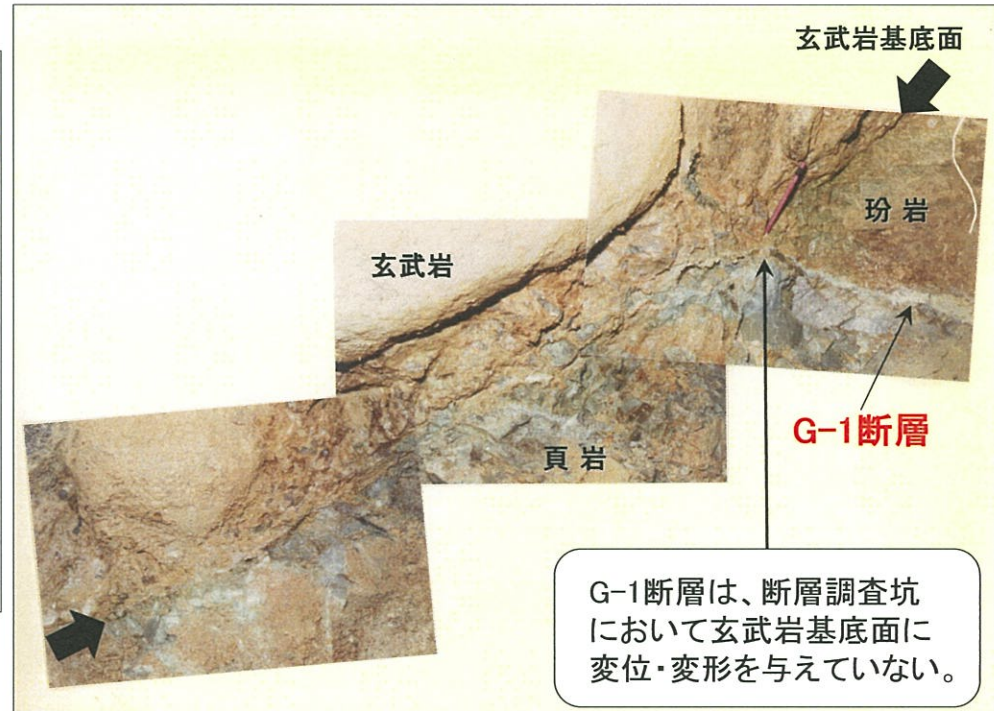 玄武岩基底面
玢岩
玄武岩
G-1断層
頁岩
G-1断層は、断層調査坑
において玄武岩基底面に
変位・変形を与えていない。